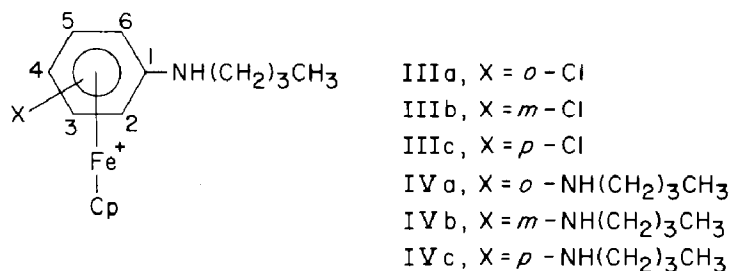 5 6
4 1 NH(CH₂)₃CH₃
X 3 2
Fe⁺
Cp
IIIa, X = o-Cl
IIIb, X = m-Cl
IIIc, X = p-Cl
IVa, X = o-NH(CH₂)₃CH₃
IVb, X = m-NH(CH₂)₃CH₃
IVc, X = p-NH(CH₂)₃CH₃